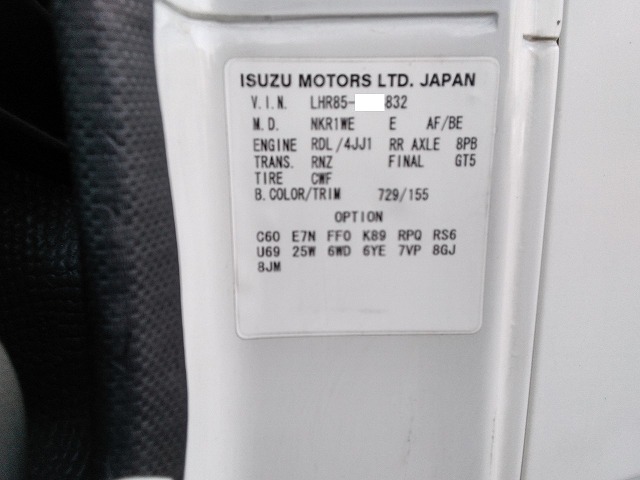 ISUZU MOTORS LTD. JAPAN
V.I.N. LHR85- 832
M.D. NKR1WE E AF/BE
ENGINE RDL/4JJ1 RR AXLE 8PB
TRANS. RNZ FINAL GT5
TIRE CWF
B.COLOR/TRIM 729/155
OPTION
C60 E7N FF0 K89 RPQ RS6
U69 25W 6WD 6YE 7VP 8GJ
8JM